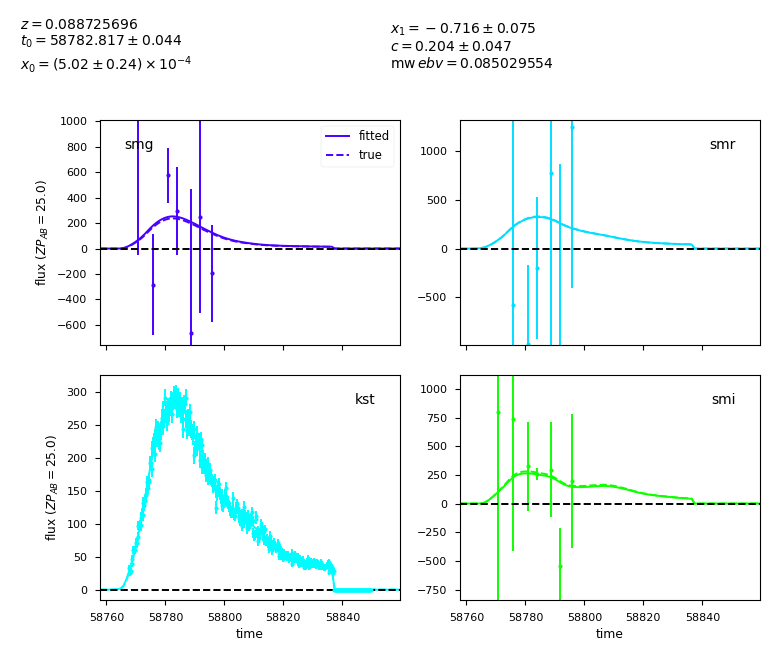 z = 0.088725696
t₀ = 58782.817 ± 0.044
x₀ = (5.02 ± 0.24) × 10⁻⁴
x₁ = −0.716 ± 0.075
c = 0.204 ± 0.047
mw ebv = 0.085029554
smg
fitted
true
flux (ZP_AB = 25.0)
1000
800
600
400
200
0
−200
−400
−600
smr
1000
500
0
−500
kst
flux (ZP_AB = 25.0)
300
250
200
150
100
50
0
58760 58780 58800 58820 58840
time
smi
1000
750
500
250
0
−250
−500
−750
58760 58780 58800 58820 58840
time